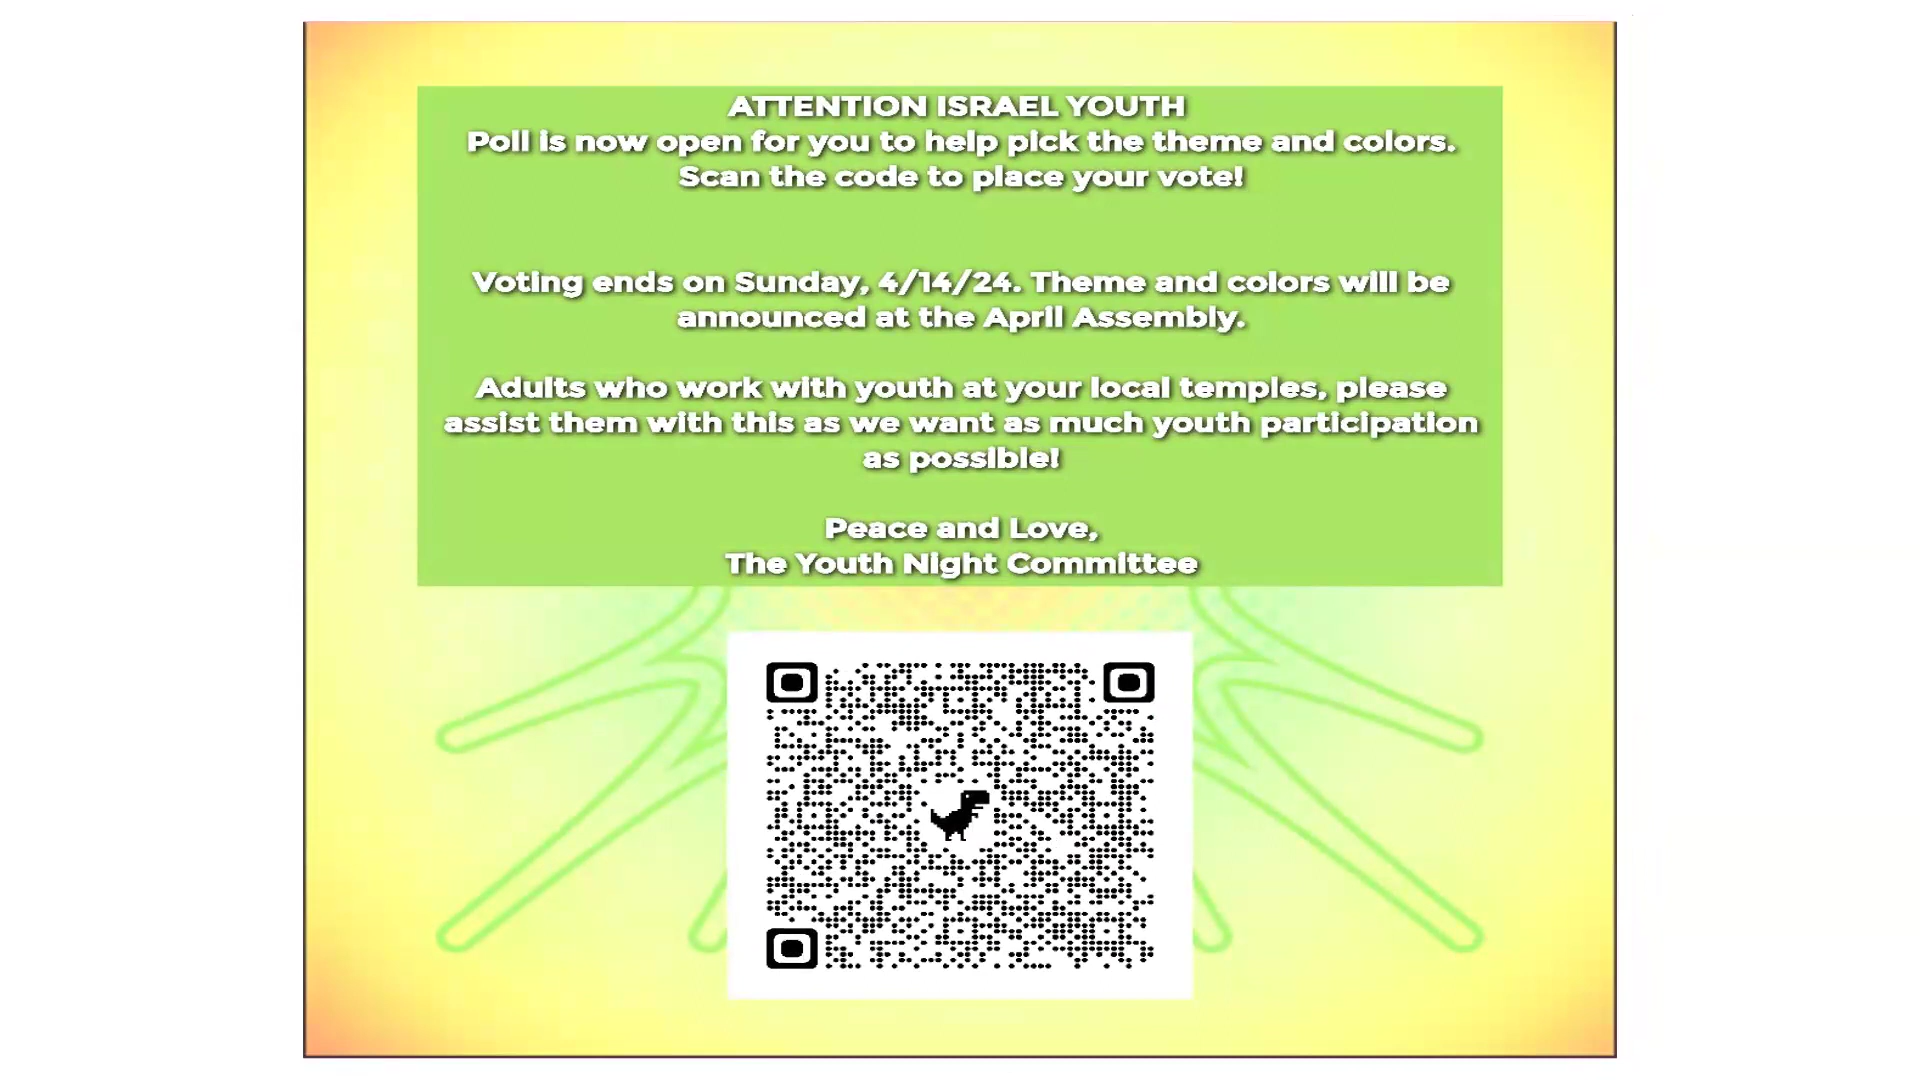 ATTENTION ISRAEL YOUTH
Poll is now open for you to help pick the theme and colors.
Scan the code to place your vote!
Voting ends on Sunday, 4/14/24. Theme and colors will be
announced at the April Assembly.
Adults who work with youth at your local temples, please
assist them with this as we want as much youth participation
as possible!
Peace and Love,
The Youth Night Committee